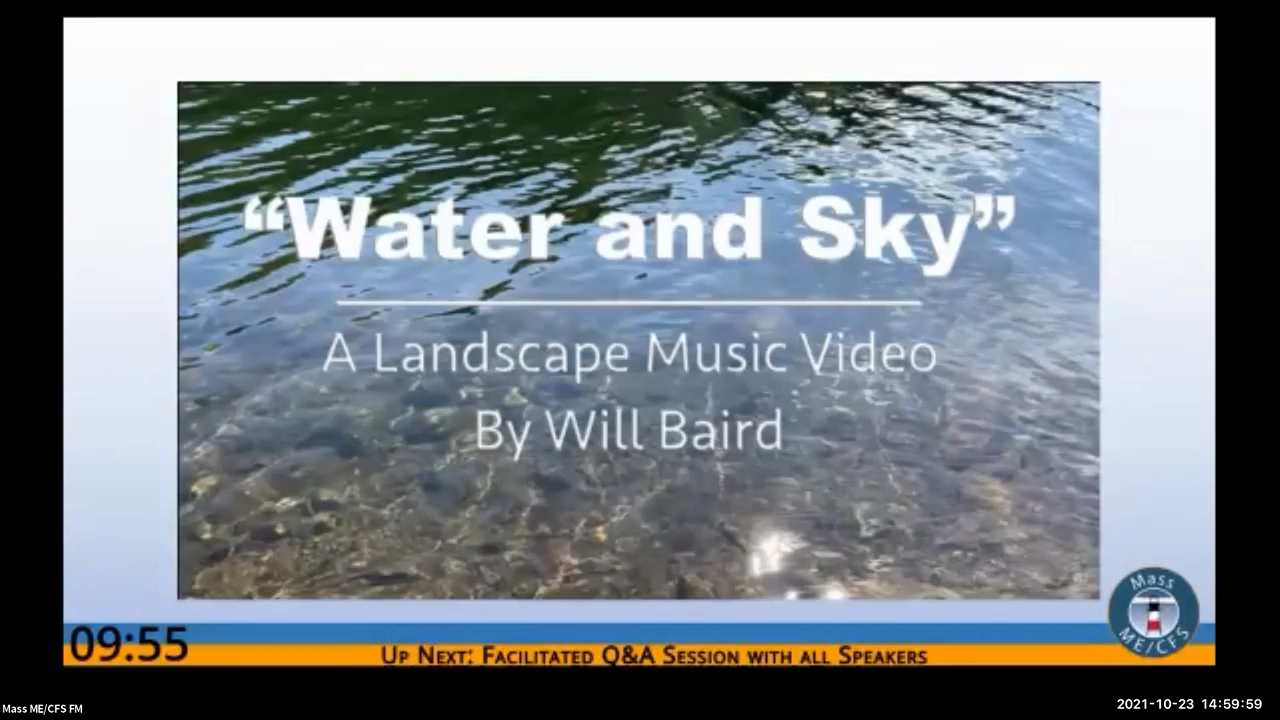 “Water and Sky”
A Landscape Music Video
By Will Baird
Mass
ME/CFS
09:55
Up Next: Facilitated Q&A Session with all Speakers
Mass ME/CFS FM
2021-10-23 14:59:59